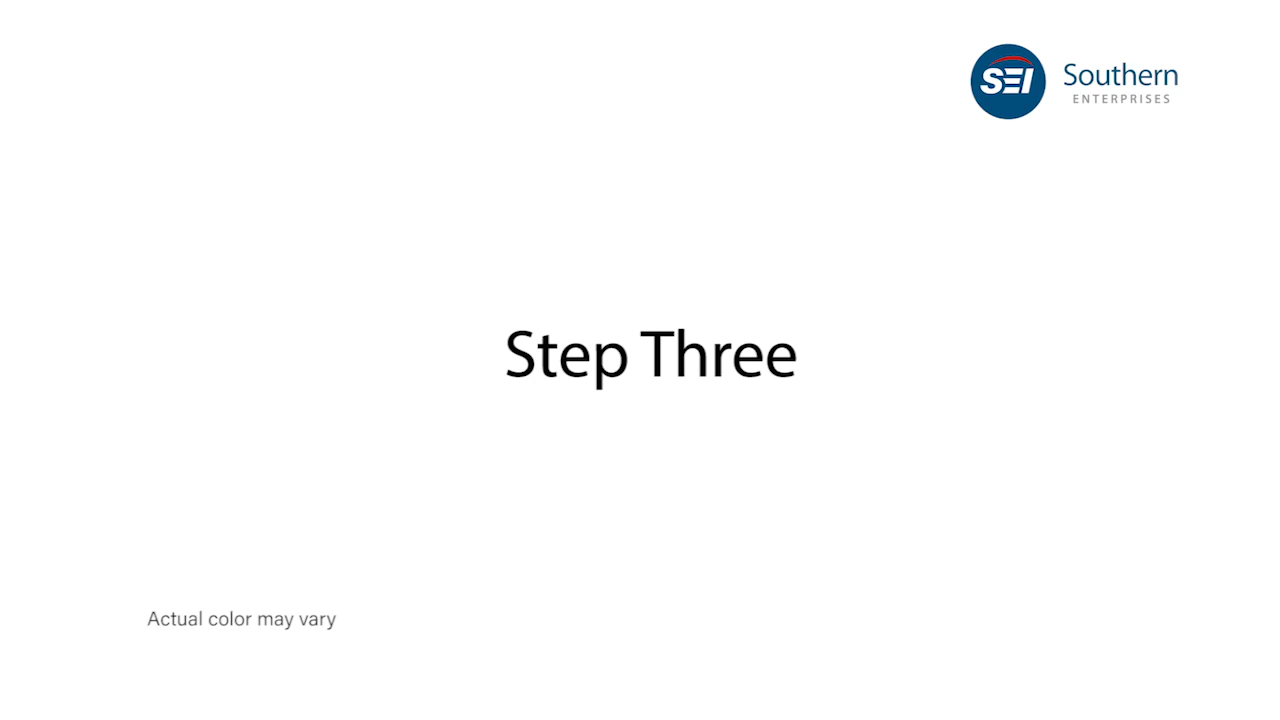 SEI
Southern
ENTERPRISES
Step Three
Actual color may vary